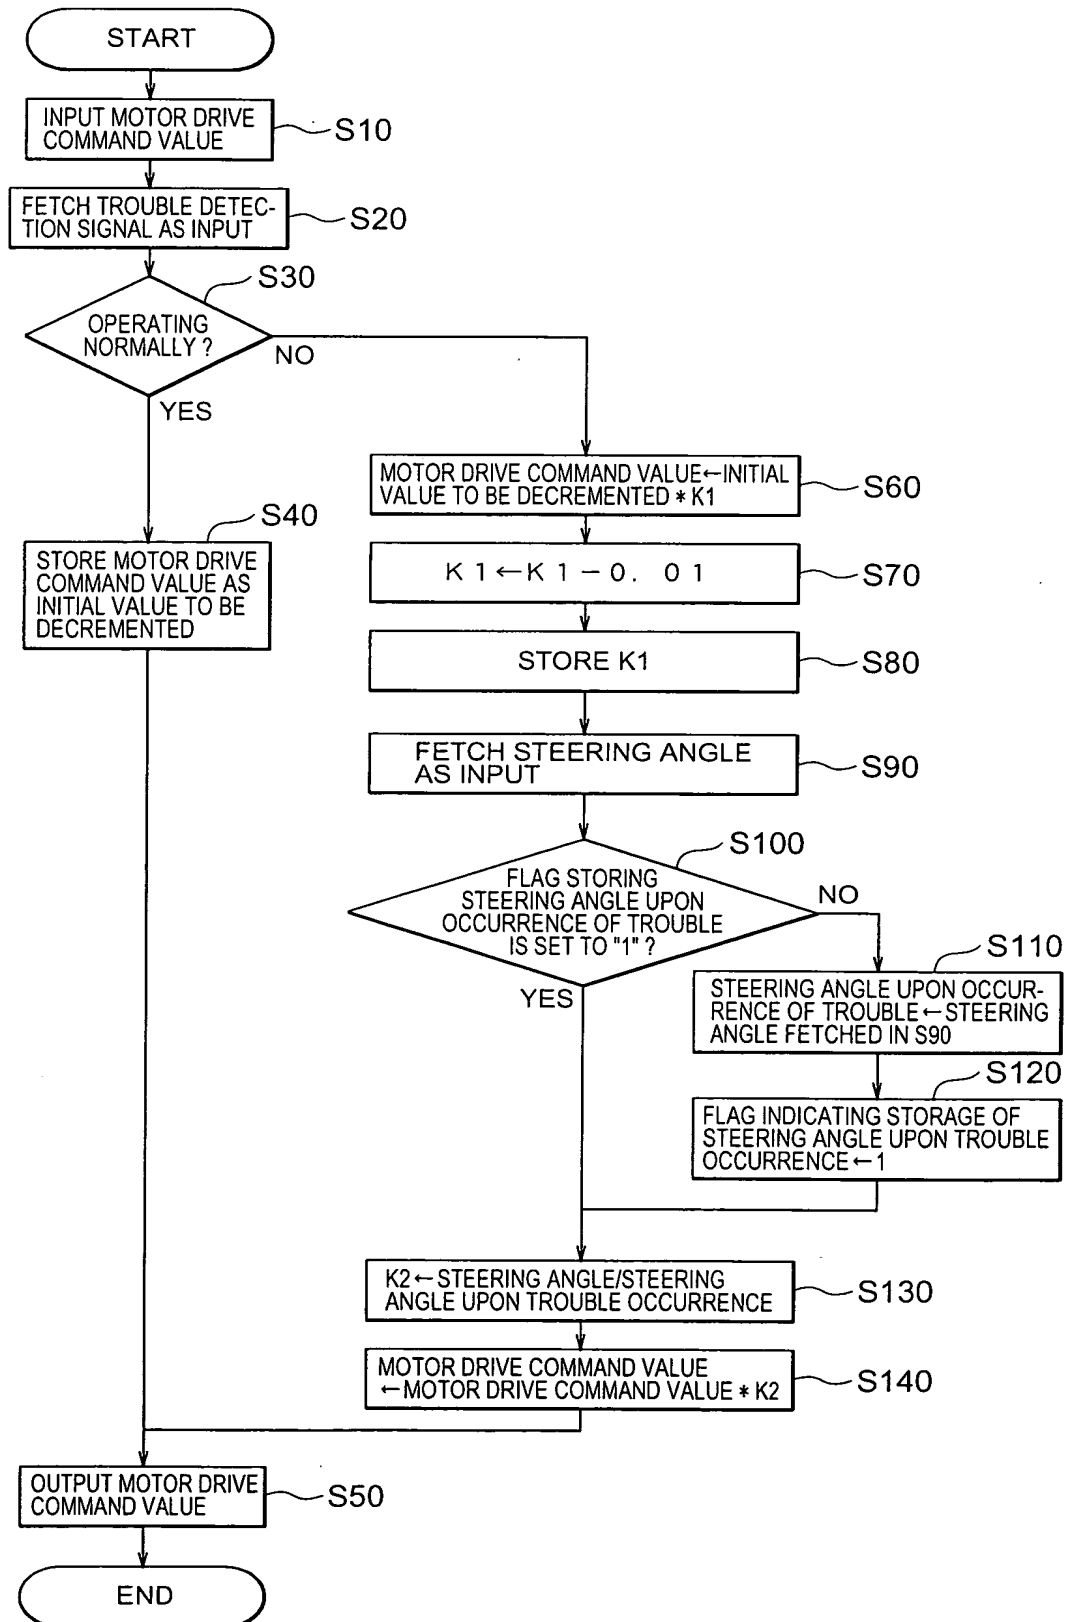 START
INPUT MOTOR DRIVE
COMMAND VALUE
S10
FETCH TROUBLE DETEC-
TION SIGNAL AS INPUT
S20
S30
OPERATING
NORMALLY ?
NO
YES
MOTOR DRIVE COMMAND VALUE←INITIAL
VALUE TO BE DECREMENTED * K1
S60
S40
STORE MOTOR DRIVE
COMMAND VALUE AS
INITIAL VALUE TO BE
DECREMENTED
K1←K1-0.01
S70
STORE K1
S80
FETCH STEERING ANGLE
AS INPUT
S90
S100
FLAG STORING
STEERING ANGLE UPON
OCCURRENCE OF TROUBLE
IS SET TO "1" ?
NO
YES
S110
STEERING ANGLE UPON OCCUR-
RENCE OF TROUBLE←STEERING
ANGLE FETCHED IN S90
S120
FLAG INDICATING STORAGE OF
STEERING ANGLE UPON TROUBLE
OCCURRENCE←1
K2←STEERING ANGLE/STEERING
ANGLE UPON TROUBLE OCCURRENCE
S130
MOTOR DRIVE COMMAND VALUE
←MOTOR DRIVE COMMAND VALUE * K2
S140
OUTPUT MOTOR DRIVE
COMMAND VALUE
S50
END